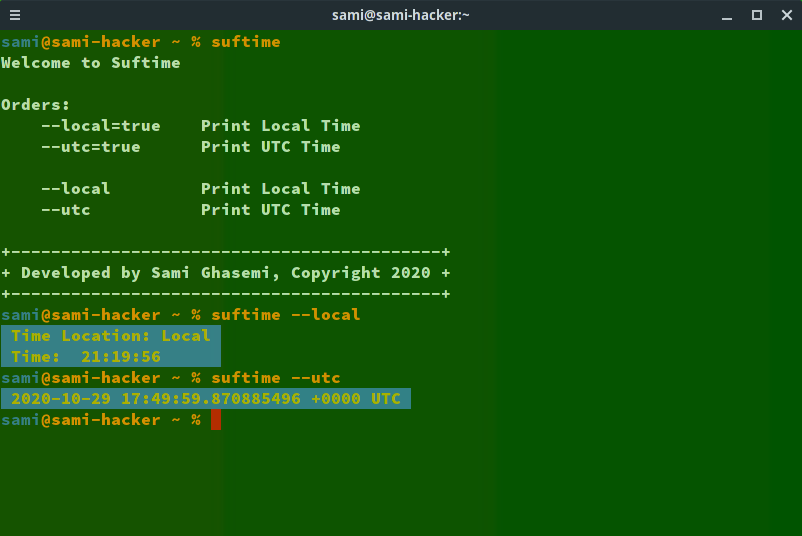 sami@sami-hacker:~
sami@sami-hacker ~ % suftime
Welcome to Suftime
Orders:
--local=true    Print Local Time
--utc=true      Print UTC Time
--local         Print Local Time
--utc           Print UTC Time
+-------------------------------------------+
+ Developed by Sami Ghasemi, Copyright 2020 +
+-------------------------------------------+
sami@sami-hacker ~ % suftime --local
Time Location: Local
Time:  21:19:56
sami@sami-hacker ~ % suftime --utc
2020-10-29 17:49:59.870885496 +0000 UTC
sami@sami-hacker ~ %